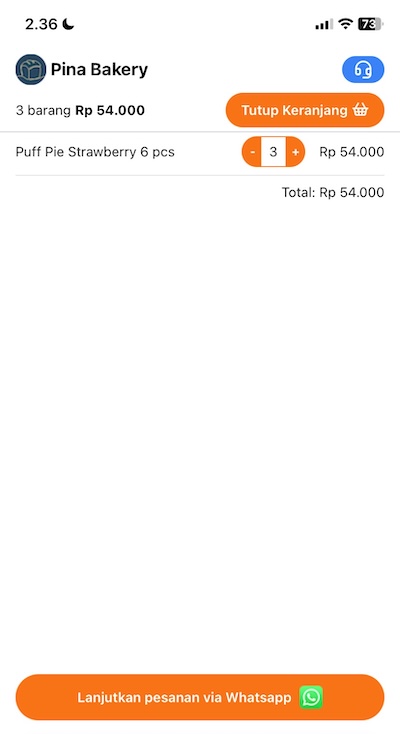 2.36
73
Pina Bakery
3 barang Rp 54.000
Tutup Keranjang
Puff Pie Strawberry 6 pcs - 3 + Rp 54.000
Total: Rp 54.000
Lanjutkan pesanan via Whatsapp